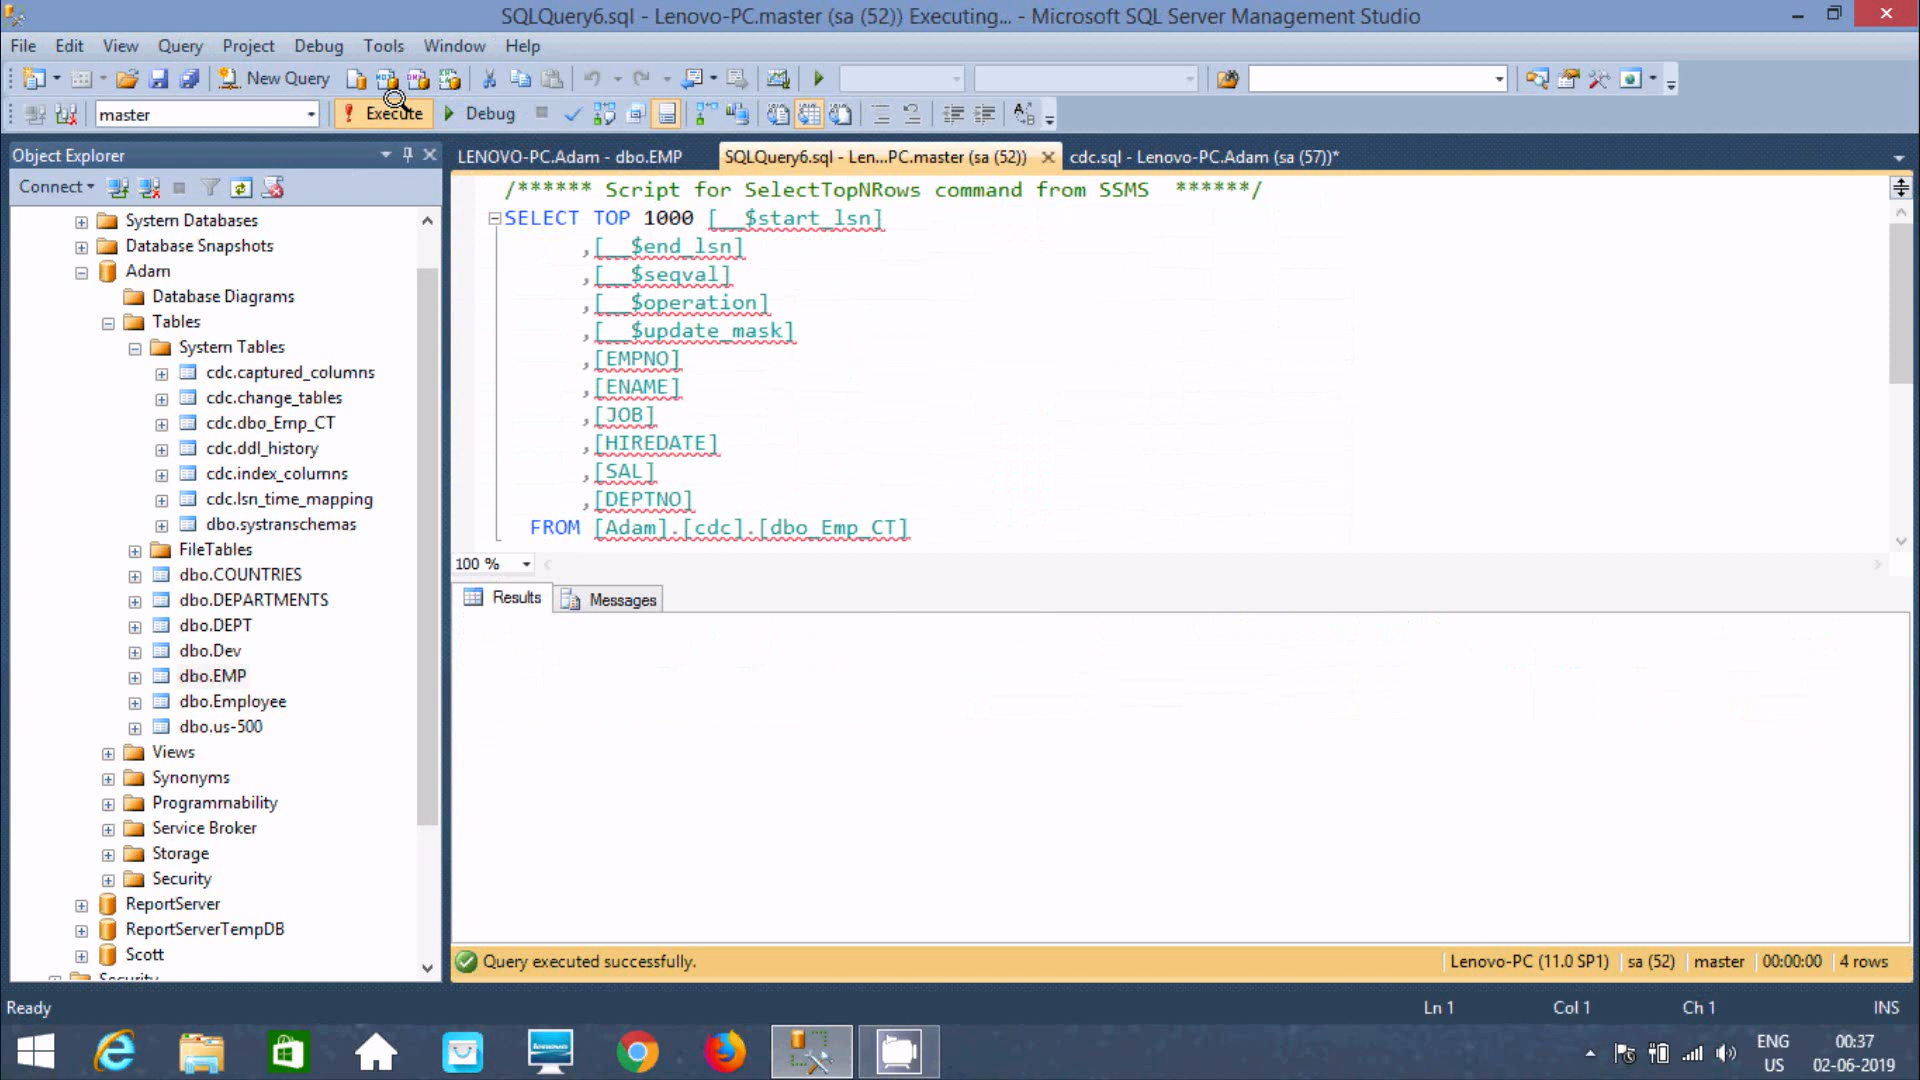 SQLQuery6.sql - Lenovo-PC.master (sa (52)) Executing... - Microsoft SQL Server Management Studio
File Edit View Query Project Debug Tools Window Help
New Query
master Execute Debug
Object Explorer
LENOVO-PC.Adam - dbo.EMP SQLQuery6.sql - Len...PC.master (sa (52)) cdc.sql - Lenovo-PC.Adam (sa (57))*
Connect
System Databases
Database Snapshots
Adam
Database Diagrams
Tables
System Tables
cdc.captured_columns
cdc.change_tables
cdc.dbo_Emp_CT
cdc.ddl_history
cdc.index_columns
cdc.lsn_time_mapping
dbo.systranschemas
FileTables
dbo.COUNTRIES
dbo.DEPARTMENTS
dbo.DEPT
dbo.Dev
dbo.EMP
dbo.Employee
dbo.us-500
Views
Synonyms
Programmability
Service Broker
Storage
Security
ReportServer
ReportServerTempDB
Scott
Security
/****** Script for SelectTopNRows command from SSMS ******/
SELECT TOP 1000 [__$start_lsn]
,[__$end_lsn]
,[__$seqval]
,[__$operation]
,[__$update_mask]
,[EMPNO]
,[ENAME]
,[JOB]
,[HIREDATE]
,[SAL]
,[DEPTNO]
FROM [Adam].[cdc].[dbo_Emp_CT]
100 %
Results Messages
Query executed successfully. Lenovo-PC (11.0 SP1) sa (52) master 00:00:00 4 rows
Ready Ln 1 Col 1 Ch 1 INS
ENG 00:37
US 02-06-2019